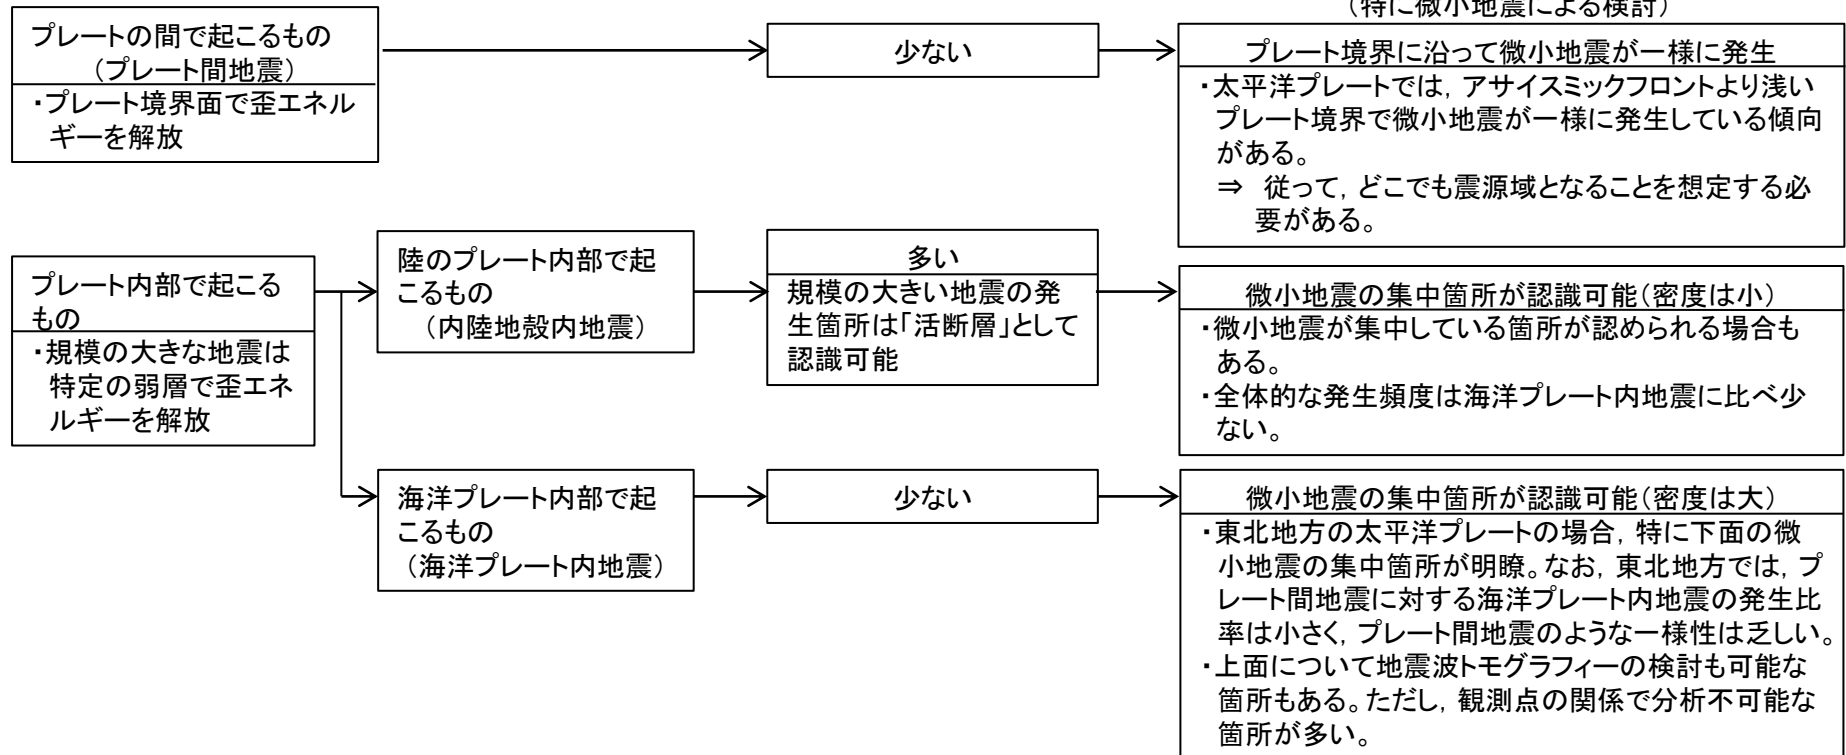 （特に微小地震による検討）
プレートの間で起こるもの
（プレート間地震）
・プレート境界面で歪エネル
ギーを解放
少ない
プレート境界に沿って微小地震が一様に発生
・太平洋プレートでは，アサイスミックフロントより浅い
プレート境界で微小地震が一様に発生している傾向
がある。
⇒　従って，どこでも震源域となることを想定する必
要がある。
プレート内部で起こる
もの
・規模の大きな地震は
特定の弱層で歪エネ
ルギーを解放
陸のプレート内部で起
こるもの
（内陸地殻内地震）
多い
規模の大きい地震の発
生箇所は「活断層」として
認識可能
微小地震の集中箇所が認識可能（密度は小）
・微小地震が集中している箇所が認められる場合も
ある。
・全体的な発生頻度は海洋プレート内地震に比べ少
ない。
海洋プレート内部で起
こるもの
（海洋プレート内地震）
少ない
微小地震の集中箇所が認識可能（密度は大）
・東北地方の太平洋プレートの場合，特に下面の微
小地震の集中箇所が明瞭。なお，東北地方では，プ
レート間地震に対する海洋プレート内地震の発生比
率は小さく，プレート間地震のような一様性は乏しい。
・上面について地震波トモグラフィーの検討も可能な
箇所もある。ただし，観測点の関係で分析不可能な
箇所が多い。